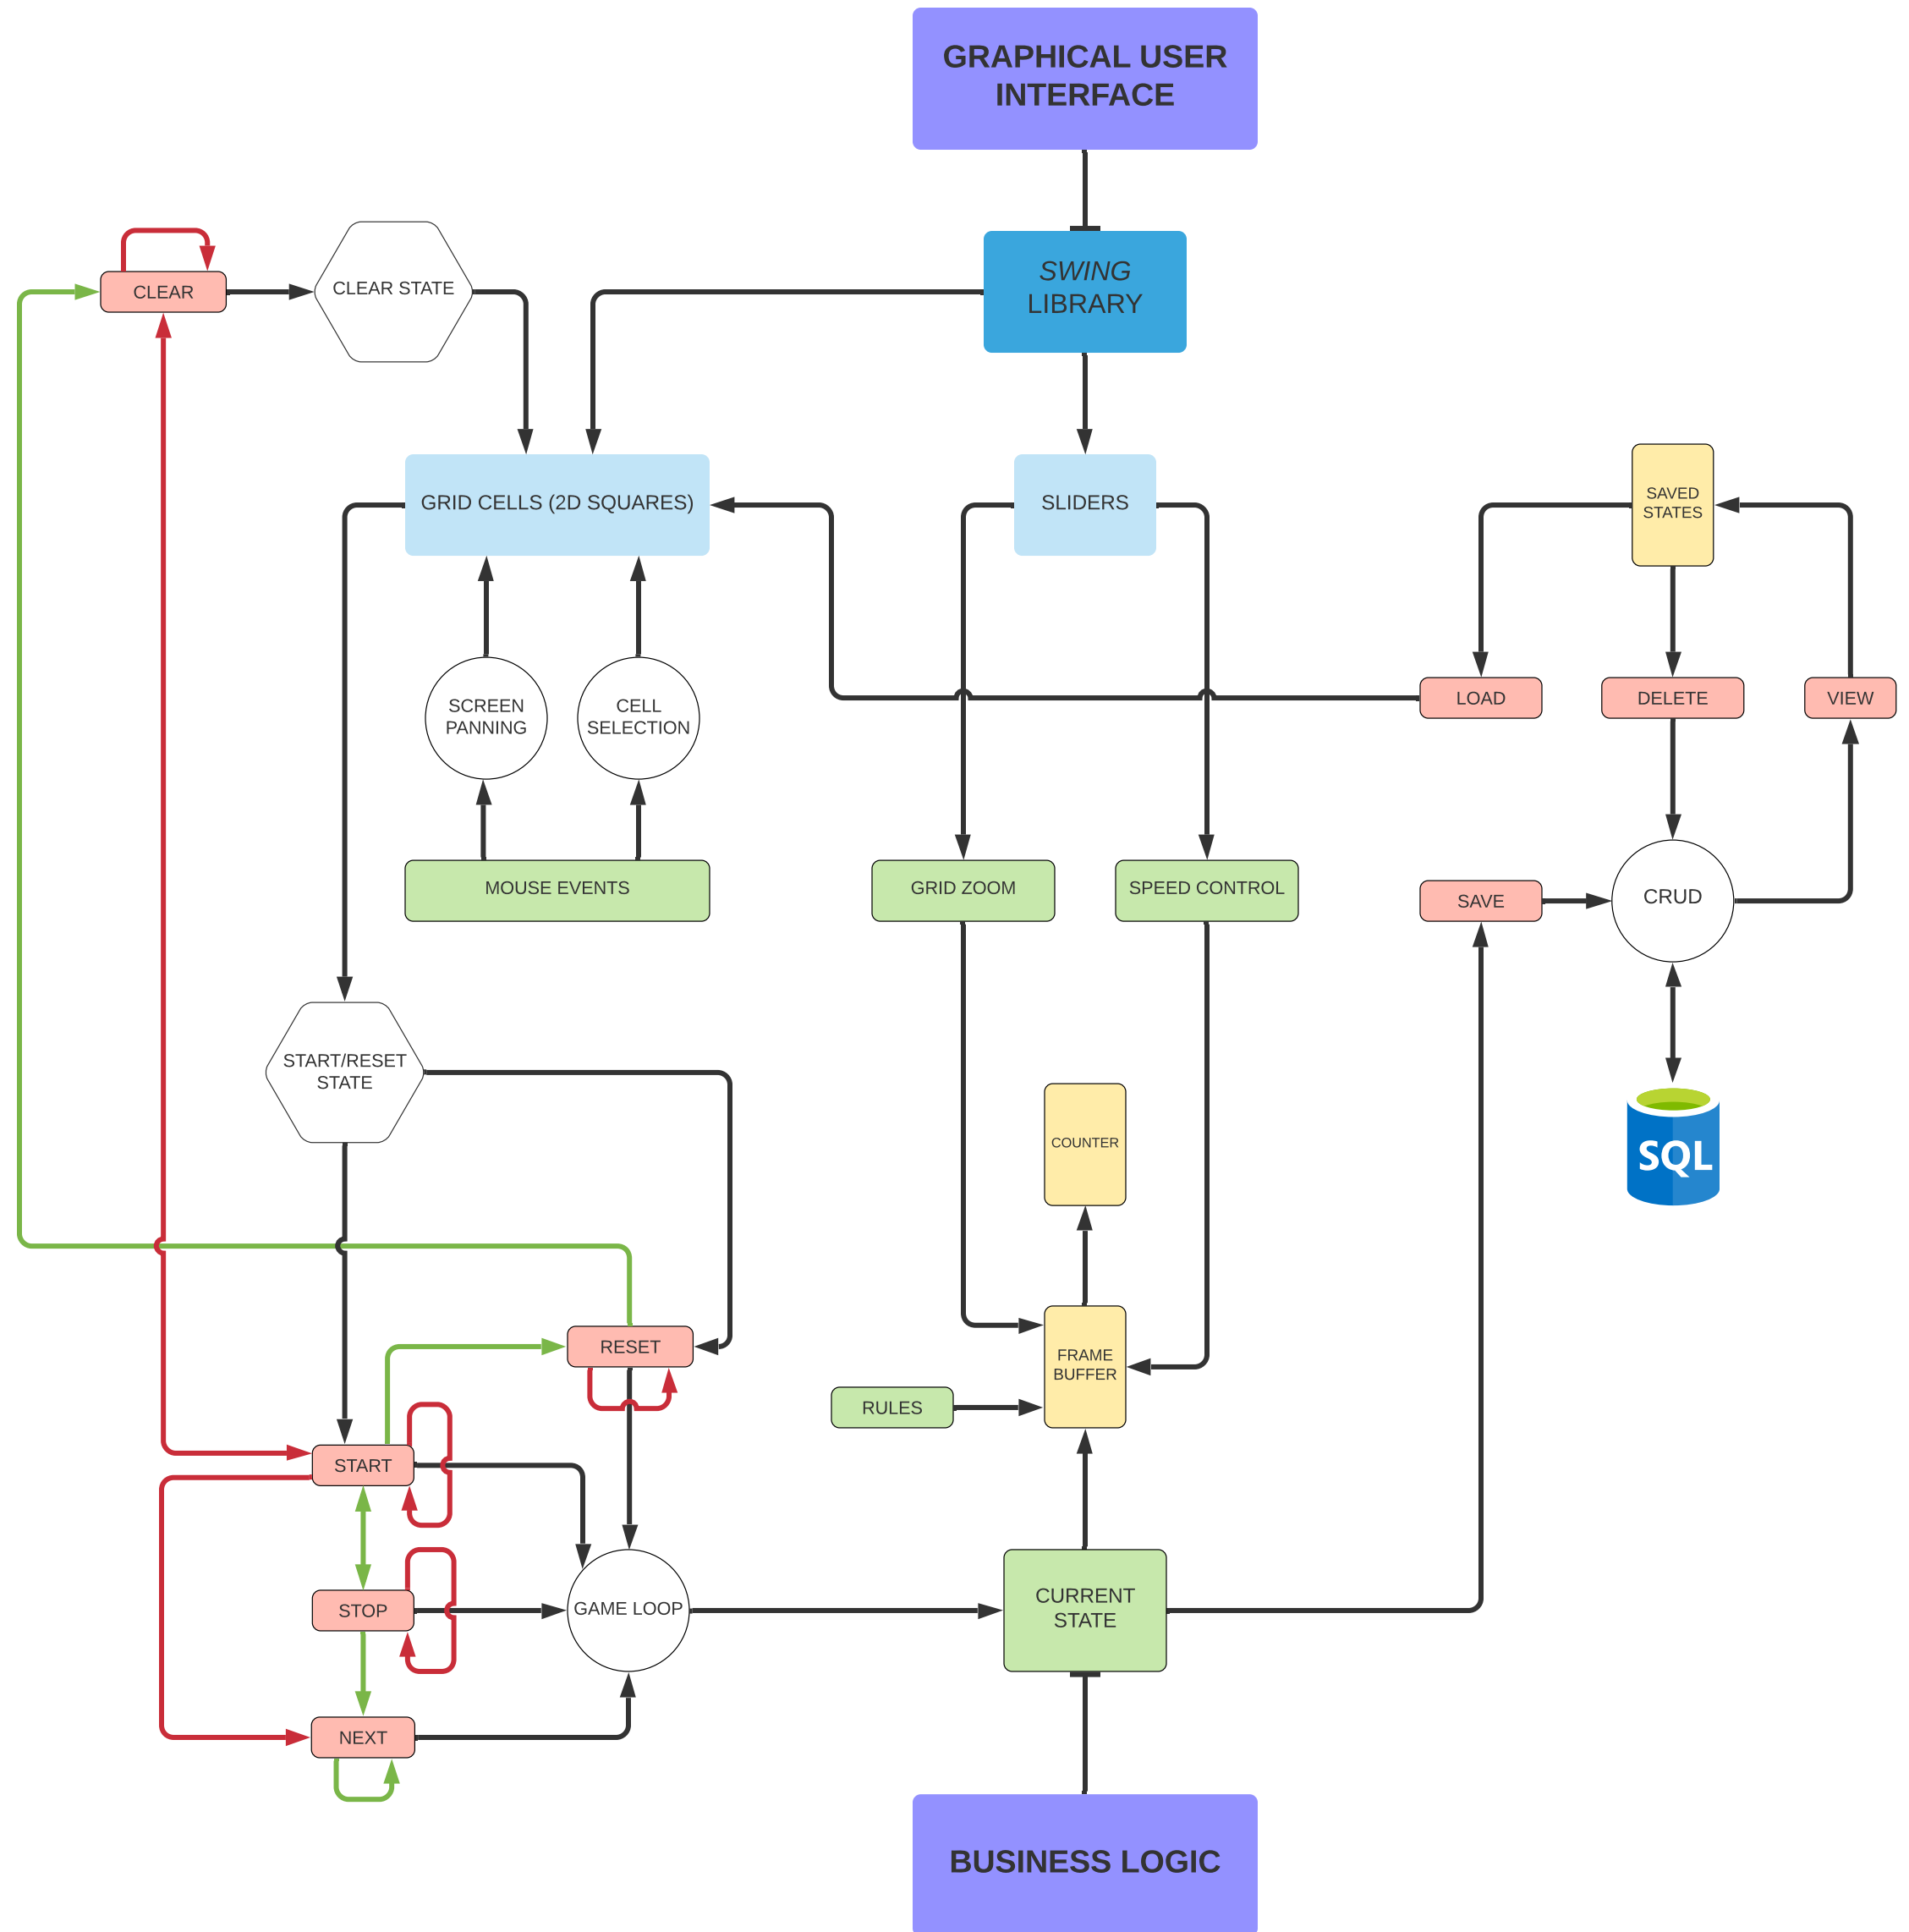 GRAPHICAL USER
INTERFACE
CLEAR
CLEAR STATE
SWING
LIBRARY
GRID CELLS (2D SQUARES)
SLIDERS
SAVED
STATES
SCREEN
PANNING
CELL
SELECTION
LOAD
DELETE
VIEW
MOUSE EVENTS
GRID ZOOM
SPEED CONTROL
SAVE
CRUD
START/RESET
STATE
COUNTER
SQL
RESET
FRAME
BUFFER
RULES
START
STOP
GAME LOOP
CURRENT
STATE
NEXT
BUSINESS LOGIC